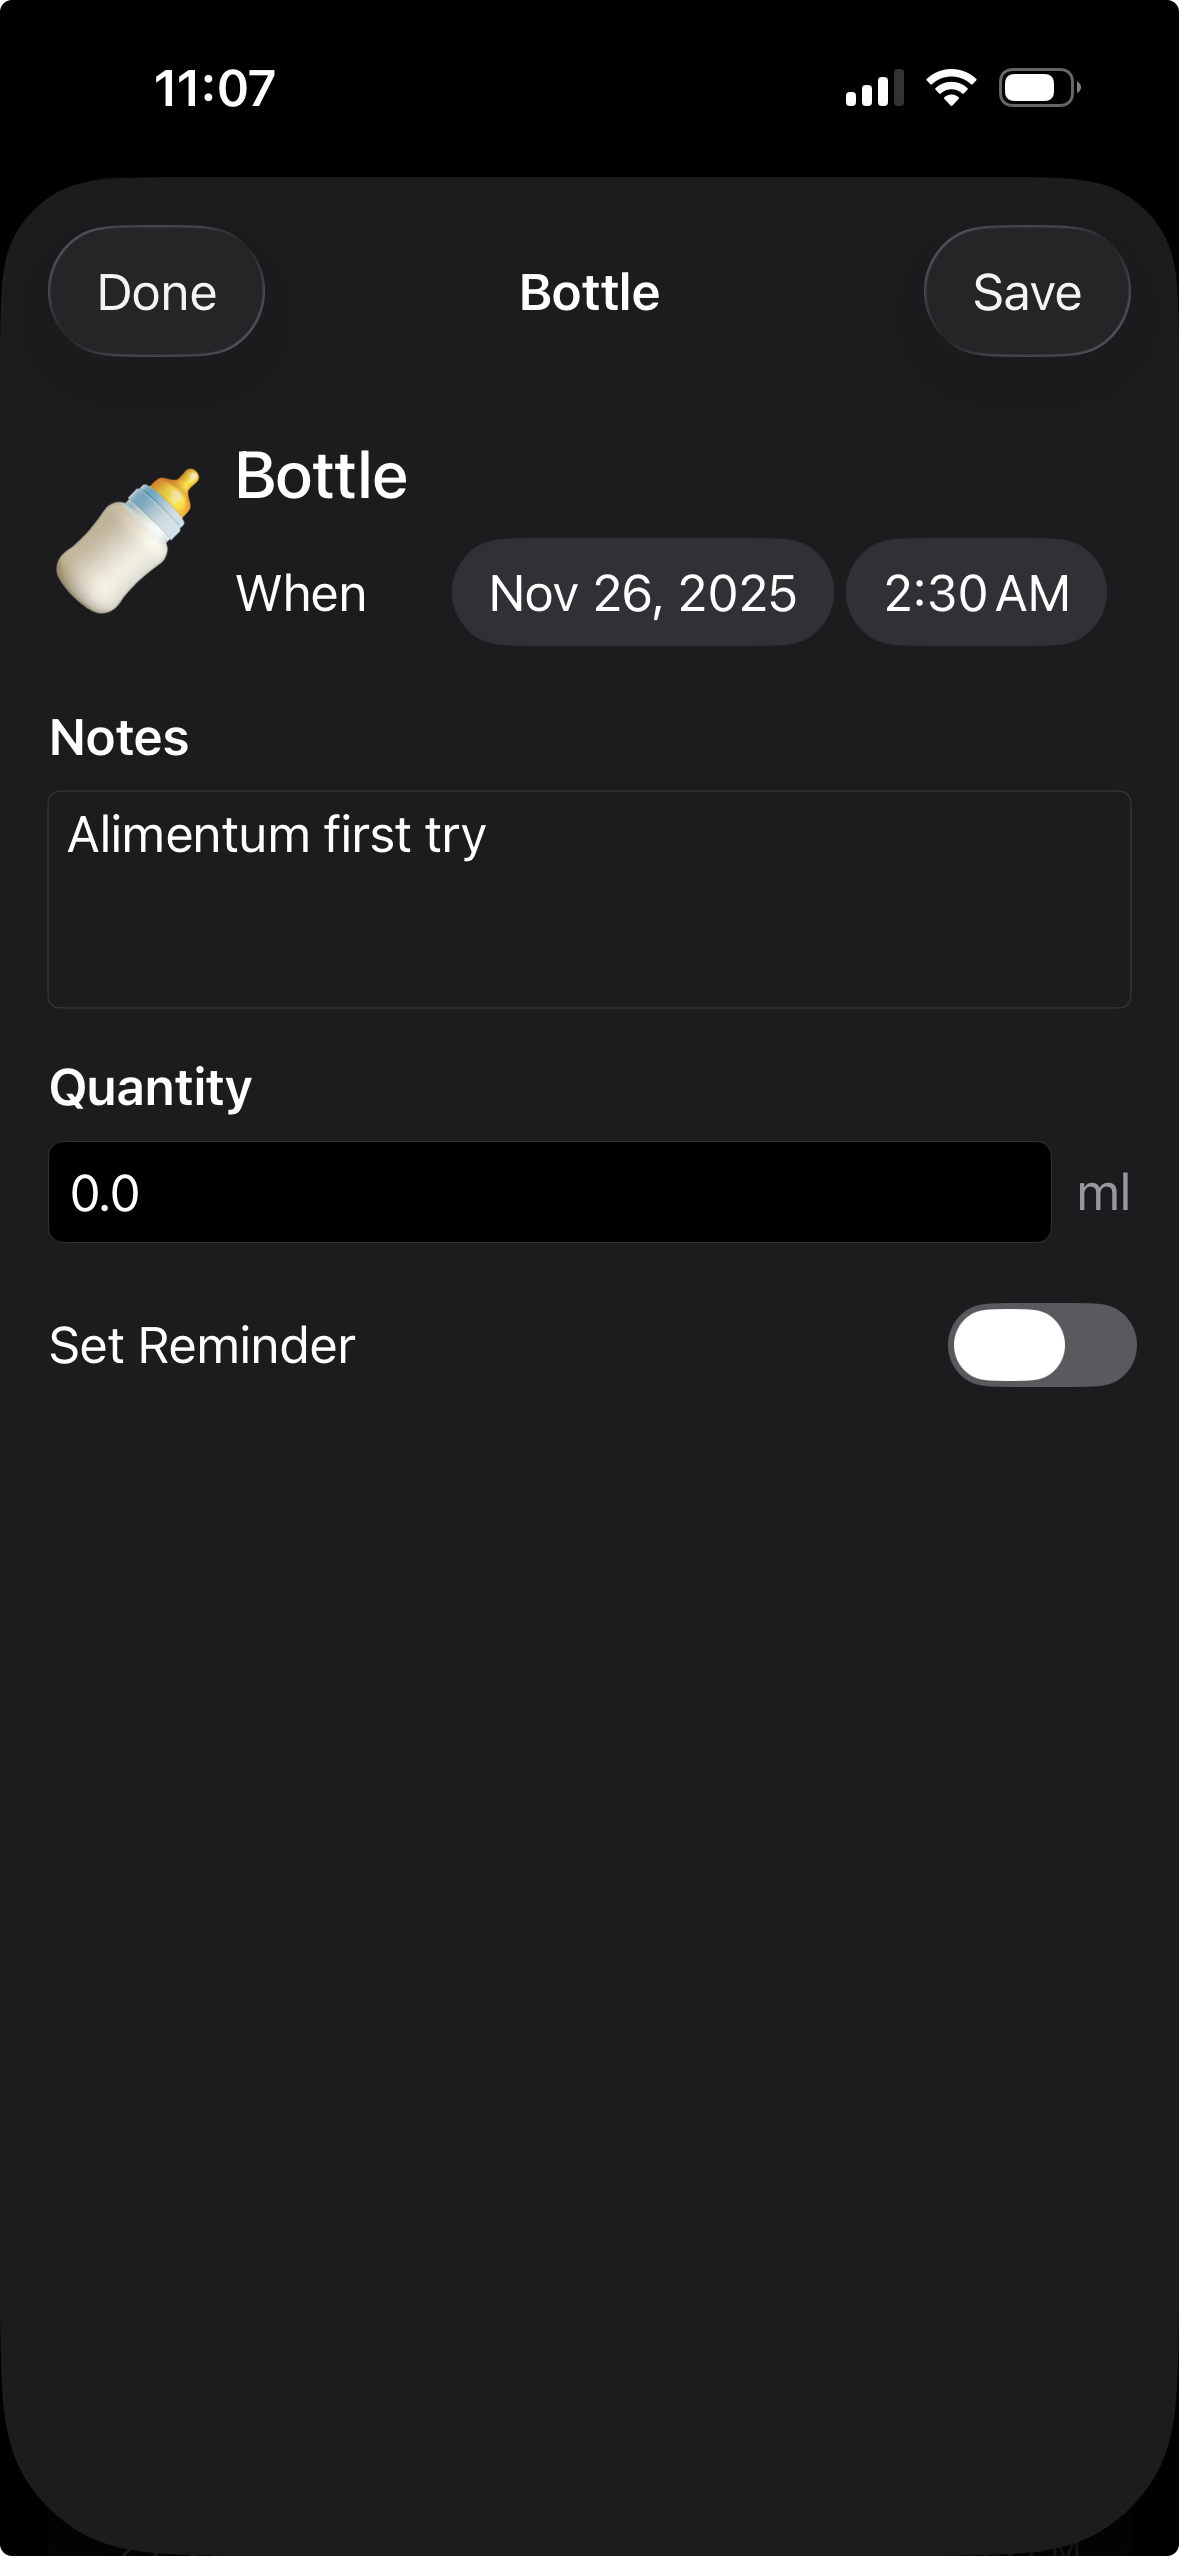 11:07
Done
Bottle
Save
Bottle
When
Nov 26, 2025
2:30 AM
Notes
Alimentum first try
Quantity
0.0
ml
Set Reminder